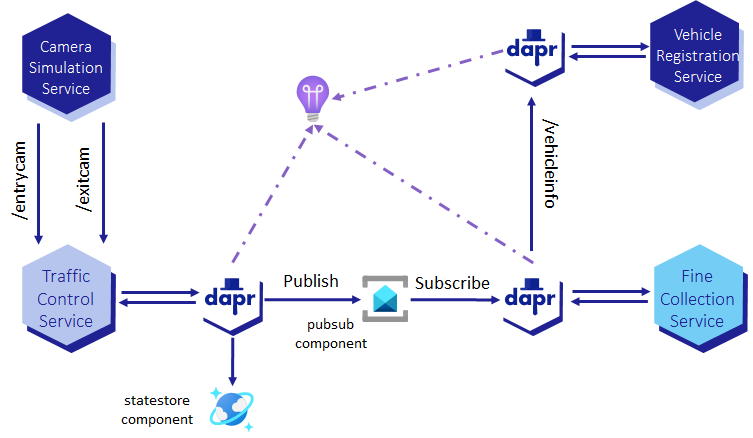 Camera
Simulation
Service
dapr
Vehicle
Registration
Service
/entrycam
/exitcam
/vehicleinfo
Traffic
Control
Service
dapr
Publish
pubsub
component
Subscribe
dapr
Fine
Collection
Service
statestore
component